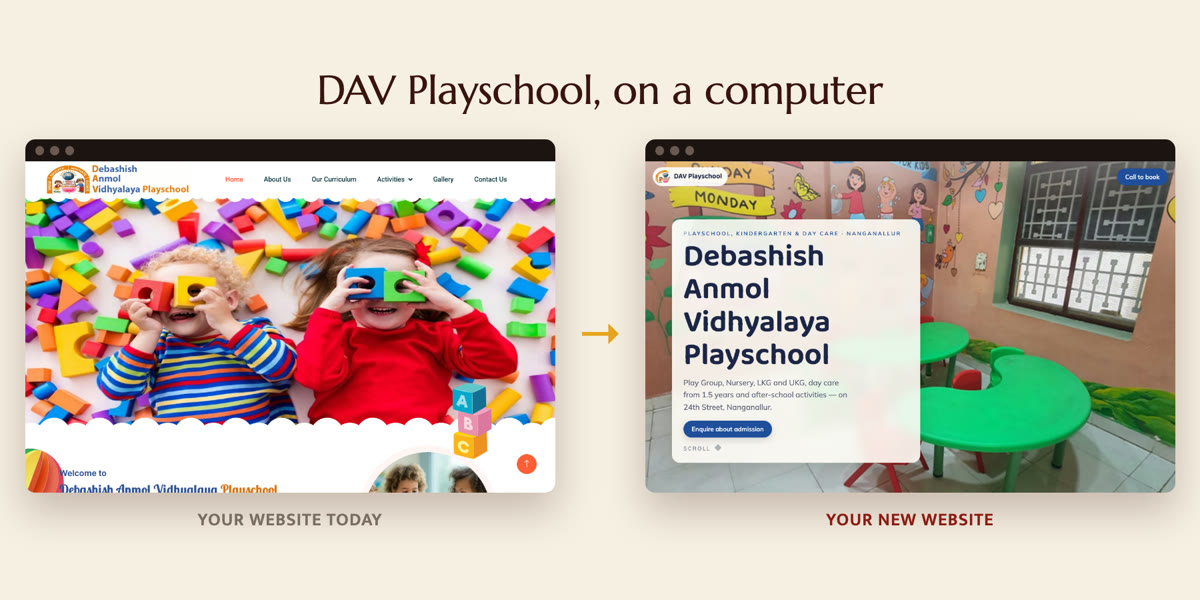 DAV Playschool, on a computer
Debashish
Anmol
Vidhyalaya Playschool
Home
About Us
Our Curriculum
Activities
Gallery
Contact Us
A
B
C
Welcome to
Debashish Anmol Vidhyalaya Playschool
YOUR WEBSITE TODAY
DAV Playschool
DAY
MONDAY
Call to book
PLAYSCHOOL, KINDERGARTEN & DAY CARE · NANGANALLUR
Debashish
Anmol
Vidhyalaya
Playschool
Play Group, Nursery, LKG and UKG, day care
from 1.5 years and after-school activities — on
24th Street, Nanganallur.
Enquire about admission
SCROLL
YOUR NEW WEBSITE